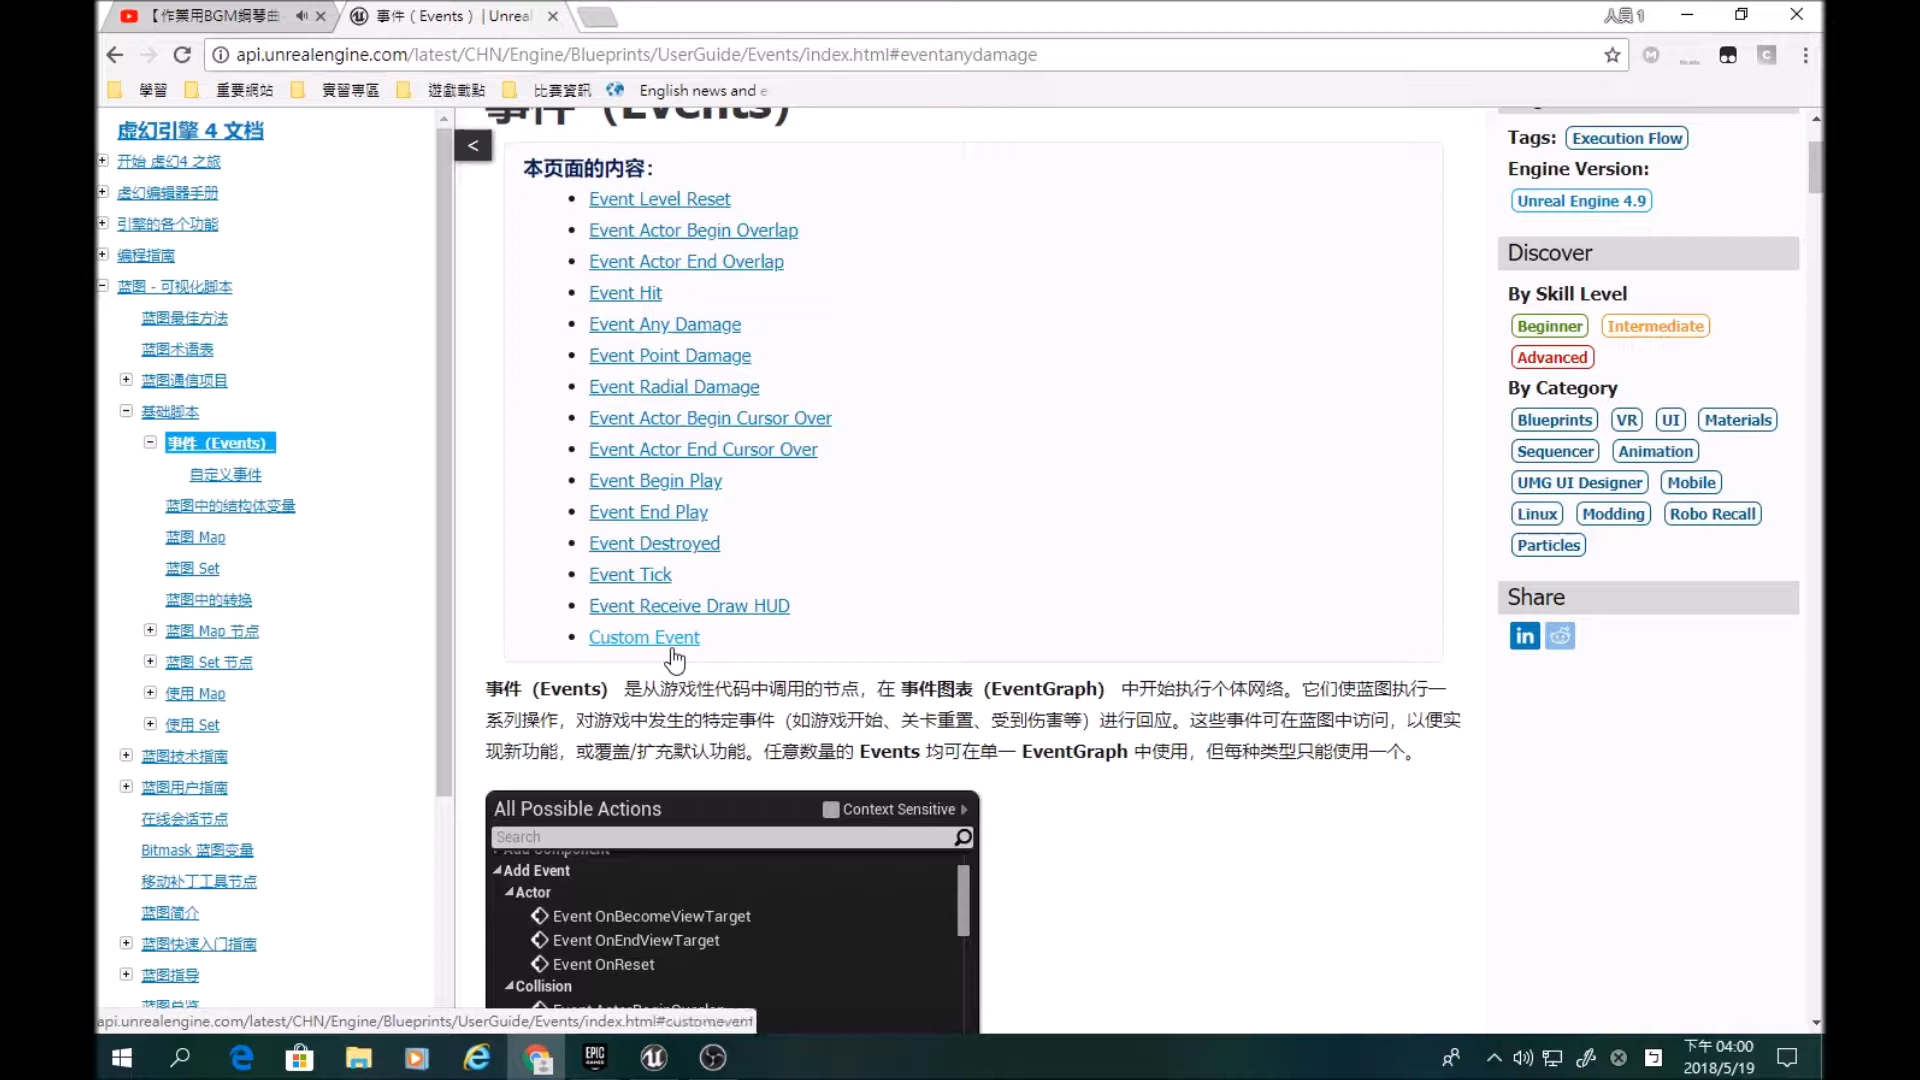 【作業用BGM鋼琴曲
事件（Events）| Unreal
人員 1
api.unrealengine.com/latest/CHN/Engine/Blueprints/UserGuide/Events/index.html#eventanydamage
學習
重要網站
實習專區
遊戲載點
比賽資訊
English news and e
虚幻引擎 4 文档
开始 虚幻4 之旅
虚幻编辑器手册
引擎的各个功能
编程指南
蓝图 - 可视化脚本
蓝图最佳方法
蓝图术语表
蓝图通信项目
基础脚本
事件（Events）
自定义事件
蓝图中的结构体变量
蓝图 Map
蓝图 Set
蓝图中的转换
蓝图 Map 节点
蓝图 Set 节点
使用 Map
使用 Set
蓝图技术指南
蓝图用户指南
在线会话节点
Bitmask 蓝图变量
移动补丁工具节点
蓝图简介
蓝图快速入门指南
蓝图指导
蓝图总览
事件（Events）
<
本页面的内容：
Event Level Reset
Event Actor Begin Overlap
Event Actor End Overlap
Event Hit
Event Any Damage
Event Point Damage
Event Radial Damage
Event Actor Begin Cursor Over
Event Actor End Cursor Over
Event Begin Play
Event End Play
Event Destroyed
Event Tick
Event Receive Draw HUD
Custom Event
事件（Events） 是从游戏性代码中调用的节点，在 事件图表（EventGraph） 中开始执行个体网络。它们使蓝图执行一
系列操作，对游戏中发生的特定事件（如游戏开始、关卡重置、受到伤害等）进行回应。这些事件可在蓝图中访问，以便实
现新功能，或覆盖/扩充默认功能。任意数量的 Events 均可在单一 EventGraph 中使用，但每种类型只能使用一个。
All Possible Actions
Context Sensitive
Search
Add Component
Add Event
Actor
Event OnBecomeViewTarget
Event OnEndViewTarget
Event OnReset
Collision
Event ActorBeginOverlap
Tags: Execution Flow
Engine Version:
Unreal Engine 4.9
Discover
By Skill Level
Beginner Intermediate
Advanced
By Category
Blueprints VR UI Materials
Sequencer Animation
UMG UI Designer Mobile
Linux Modding Robo Recall
Particles
Share
in
api.unrealengine.com/latest/CHN/Engine/Blueprints/UserGuide/Events/index.html#customevent
EPIC GAMES
下午 04:00
2018/5/19